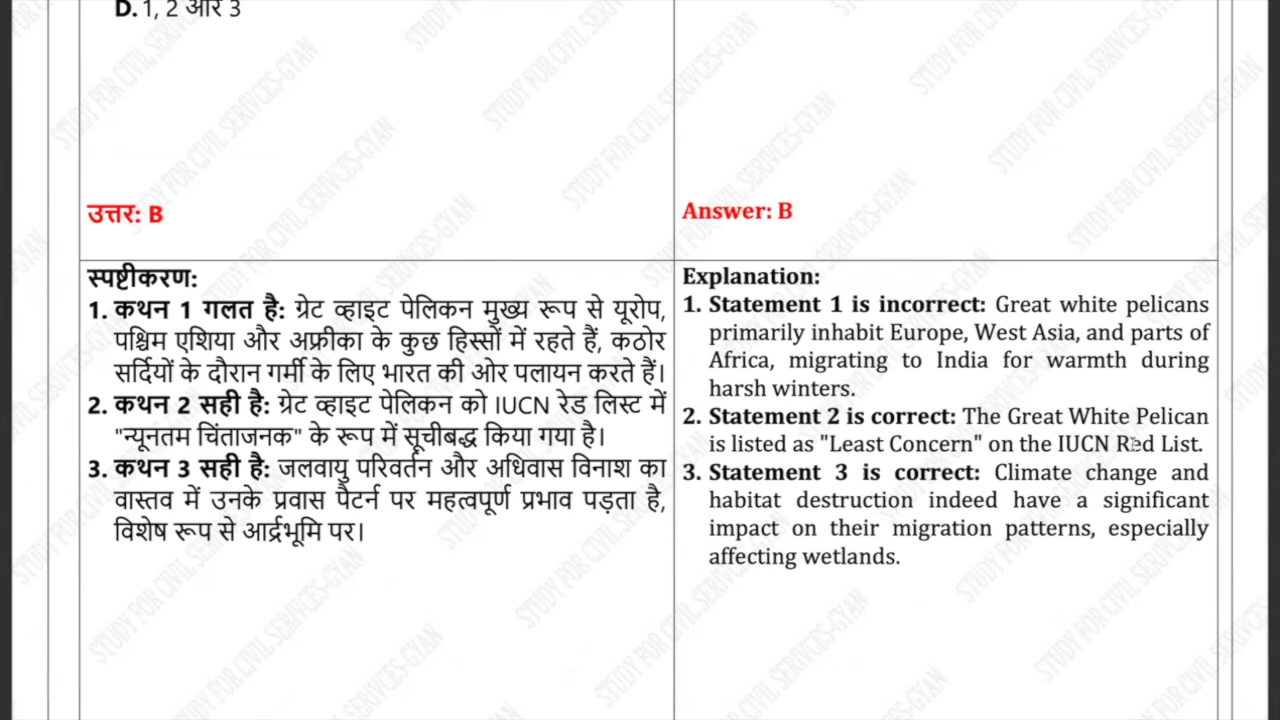 D. 1, 2 और 3
उत्तर: B
स्पष्टीकरण:
1. कथन 1 गलत है: ग्रेट व्हाइट पेलिकन मुख्य रूप से यूरोप,
पश्चिम एशिया और अफ्रीका के कुछ हिस्सों में रहते हैं, कठोर
सर्दियों के दौरान गर्मी के लिए भारत की ओर पलायन करते हैं।
2. कथन 2 सही है: ग्रेट व्हाइट पेलिकन को IUCN रेड लिस्ट में
"न्यूनतम चिंताजनक" के रूप में सूचीबद्ध किया गया है।
3. कथन 3 सही है: जलवायु परिवर्तन और अधिवास विनाश का
वास्तव में उनके प्रवास पैटर्न पर महत्वपूर्ण प्रभाव पड़ता है,
विशेष रूप से आर्द्रभूमि पर।
Answer: B
Explanation:
1. Statement 1 is incorrect: Great white pelicans
primarily inhabit Europe, West Asia, and parts of
Africa, migrating to India for warmth during
harsh winters.
2. Statement 2 is correct: The Great White Pelican
is listed as "Least Concern" on the IUCN Red List.
3. Statement 3 is correct: Climate change and
habitat destruction indeed have a significant
impact on their migration patterns, especially
affecting wetlands.
STUDY FOR CIVIL SERIVCES-GYAN